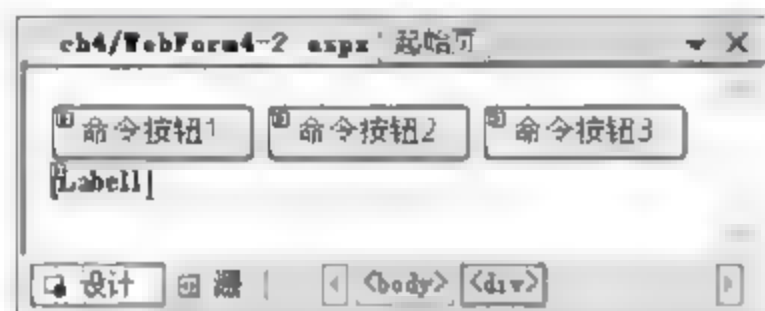 ch4/WebForm4-2 aspx 起始页
命令按钮1 命令按钮2 命令按钮3
Label1
设计 源 <body> <div>